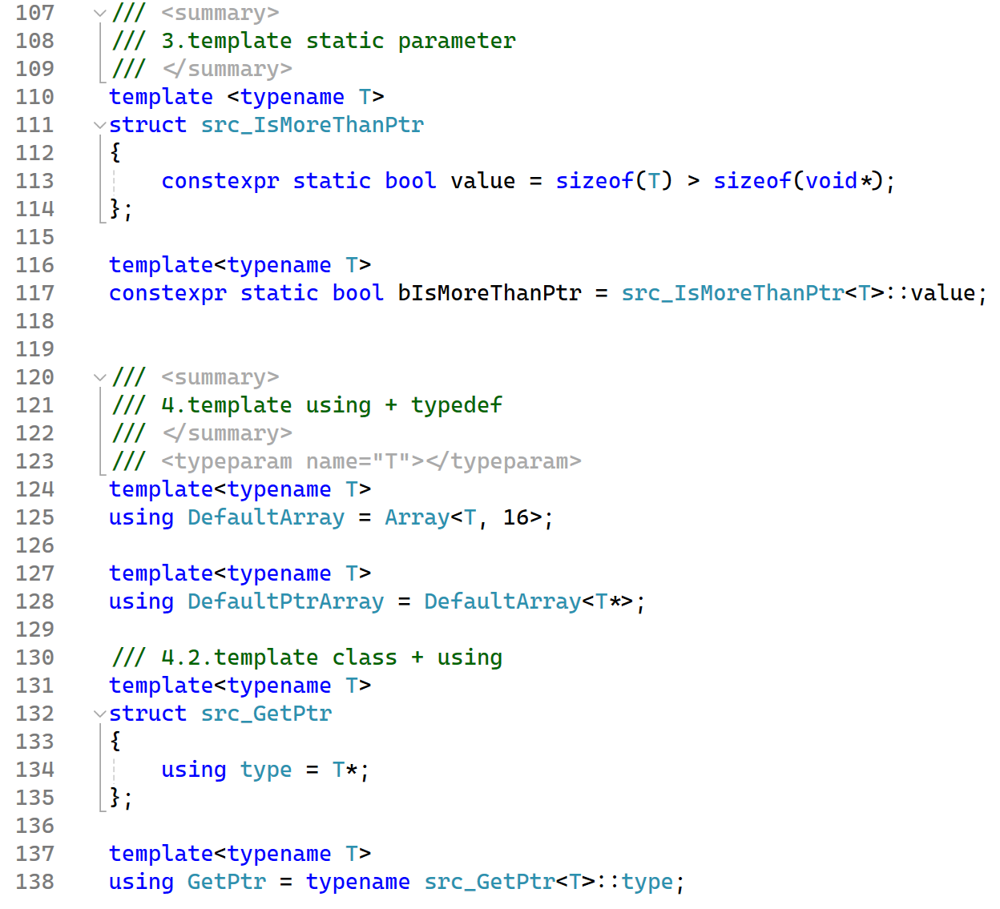 107 /// <summary>
108 /// 3.template static parameter
109 /// </summary>
110 template <typename T>
111 struct src_IsMoreThanPtr
112 {
113     constexpr static bool value = sizeof(T) > sizeof(void*);
114 };
115
116 template<typename T>
117 constexpr static bool bIsMoreThanPtr = src_IsMoreThanPtr<T>::value;
118
119
120 /// <summary>
121 /// 4.template using + typedef
122 /// </summary>
123 /// <typeparam name="T"></typeparam>
124 template<typename T>
125 using DefaultArray = Array<T, 16>;
126
127 template<typename T>
128 using DefaultPtrArray = DefaultArray<T*>;
129
130 /// 4.2.template class + using
131 template<typename T>
132 struct src_GetPtr
133 {
134     using type = T*;
135 };
136
137 template<typename T>
138 using GetPtr = typename src_GetPtr<T>::type;